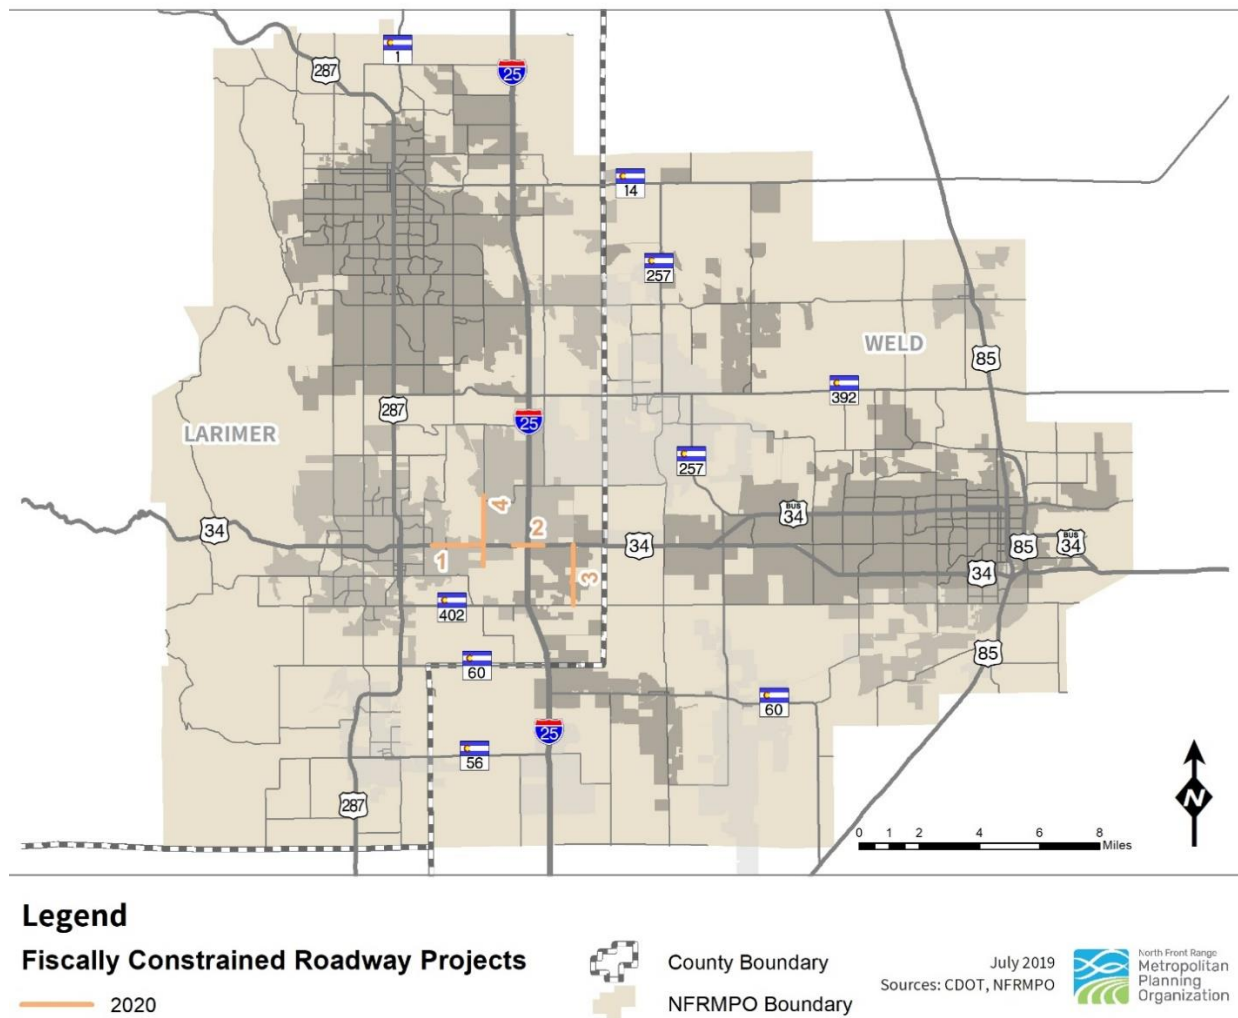 1
287
25
14
257
WELD
85
287
392
25
LARIMER
257
4
BUS
34
34
2
1
34
85
BUS
34
3
34
402
60
85
60
25
56
287
N
0 1 2 4 6 8
Miles
Legend
Fiscally Constrained Roadway Projects
2020
County Boundary
NFRMPO Boundary
July 2019
Sources: CDOT, NFRMPO
North Front Range
Metropolitan
Planning
Organization